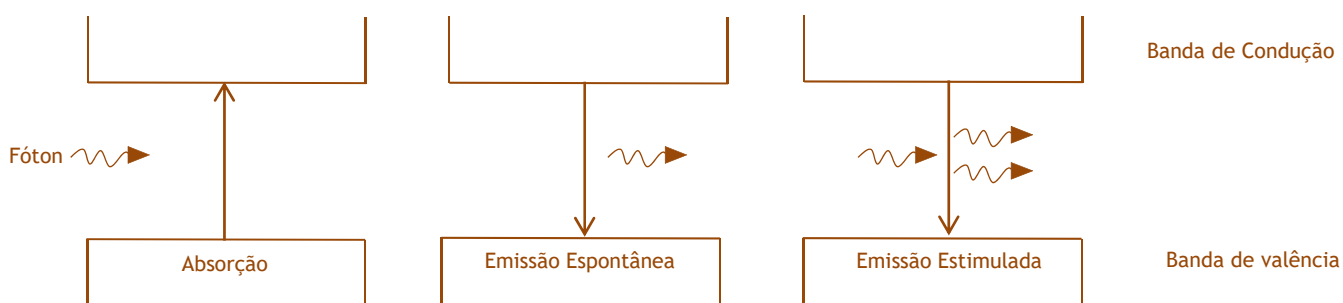 Banda de Condução
Fóton
Absorção
Emissão Espontânea
Emissão Estimulada
Banda de valência